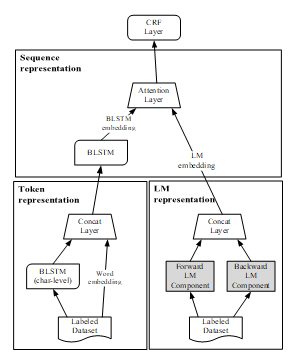 CRF
Layer
Sequence
representation
Attention
Layer
BLSTM
embedding
BLSTM
LM
embedding
Token
representation
Concat
Layer
BLSTM
(char-level)
Word
embedding
Labeled
Dataset
LM
representation
Concat
Layer
Forward
LM
Component
Backward
LM
Component
Labeled
Dataset